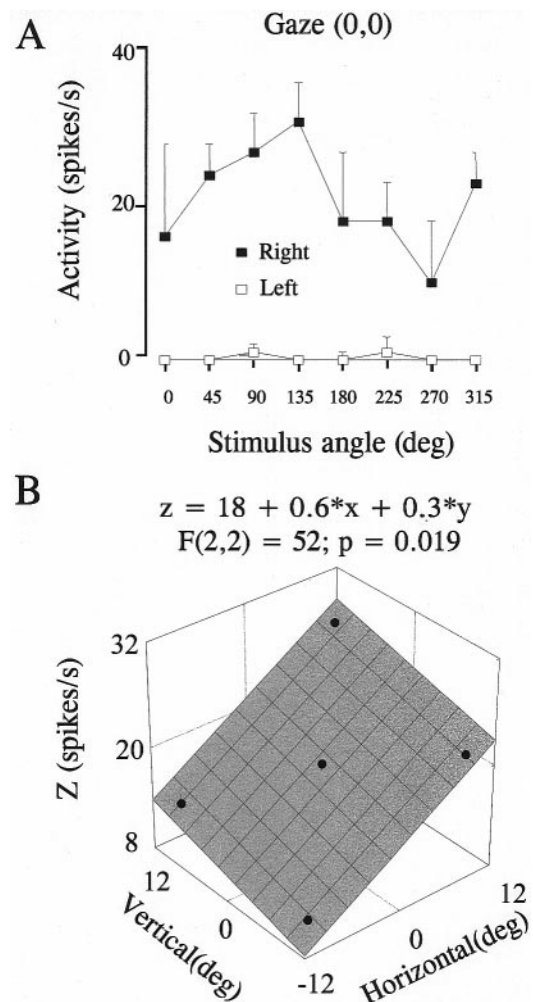 A
Gaze (0,0)
40
20
0
Activity (spikes/s)
Right
Left
0 45 90 135 180 225 270 315
Stimulus angle (deg)
B
z = 18 + 0.6*x + 0.3*y
F(2,2) = 52; p = 0.019
32
20
8
Z (spikes/s)
12
0
-12
Vertical(deg)
0
12
Horizontal(deg)